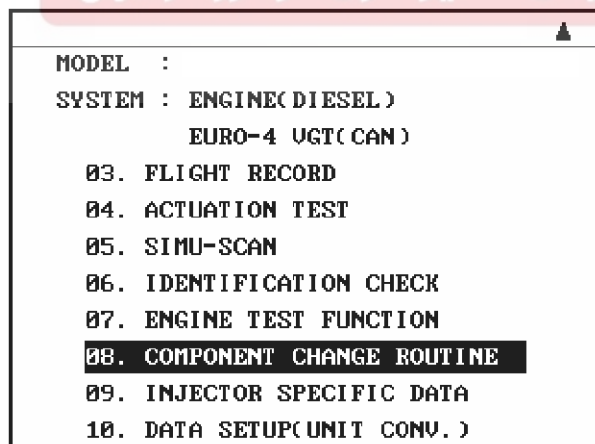 MODEL :
SYSTEM : ENGINE(DIESEL)
EURO-4 VGT(CAN)
03. FLIGHT RECORD
04. ACTUATION TEST
05. SIMU-SCAN
06. IDENTIFICATION CHECK
07. ENGINE TEST FUNCTION
08. COMPONENT CHANGE ROUTINE
09. INJECTOR SPECIFIC DATA
10. DATA SETUP(UNIT CONV.)